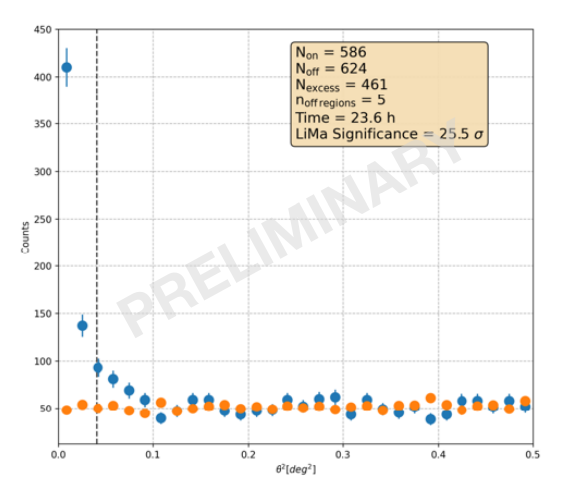 450
400
350
300
250
200
150
100
50
Counts
0.0 0.1 0.2 0.3 0.4 0.5
θ²[deg²]
N_on = 586
N_off = 624
N_excess = 461
n_off regions = 5
Time = 23.6 h
LiMa Significance = 25.5 σ
PRELIMINARY